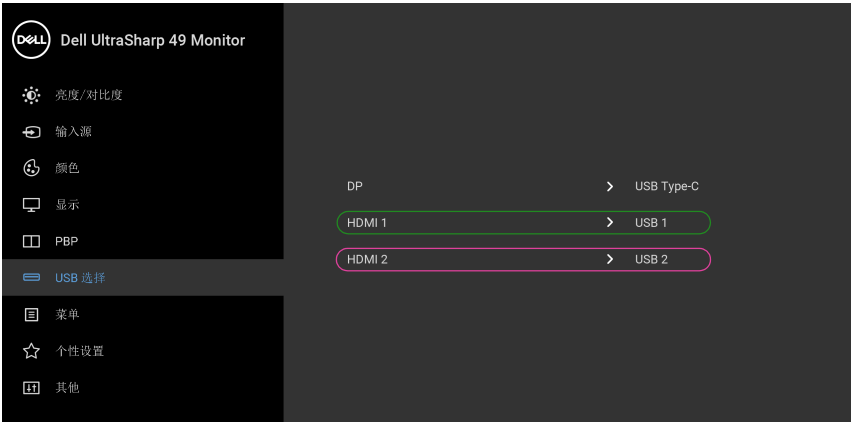 DELL Dell UltraSharp 49 Monitor
亮度/对比度
输入源
颜色
显示
PBP
USB 选择
菜单
个性设置
其他
DP USB Type-C
HDMI 1 USB 1
HDMI 2 USB 2